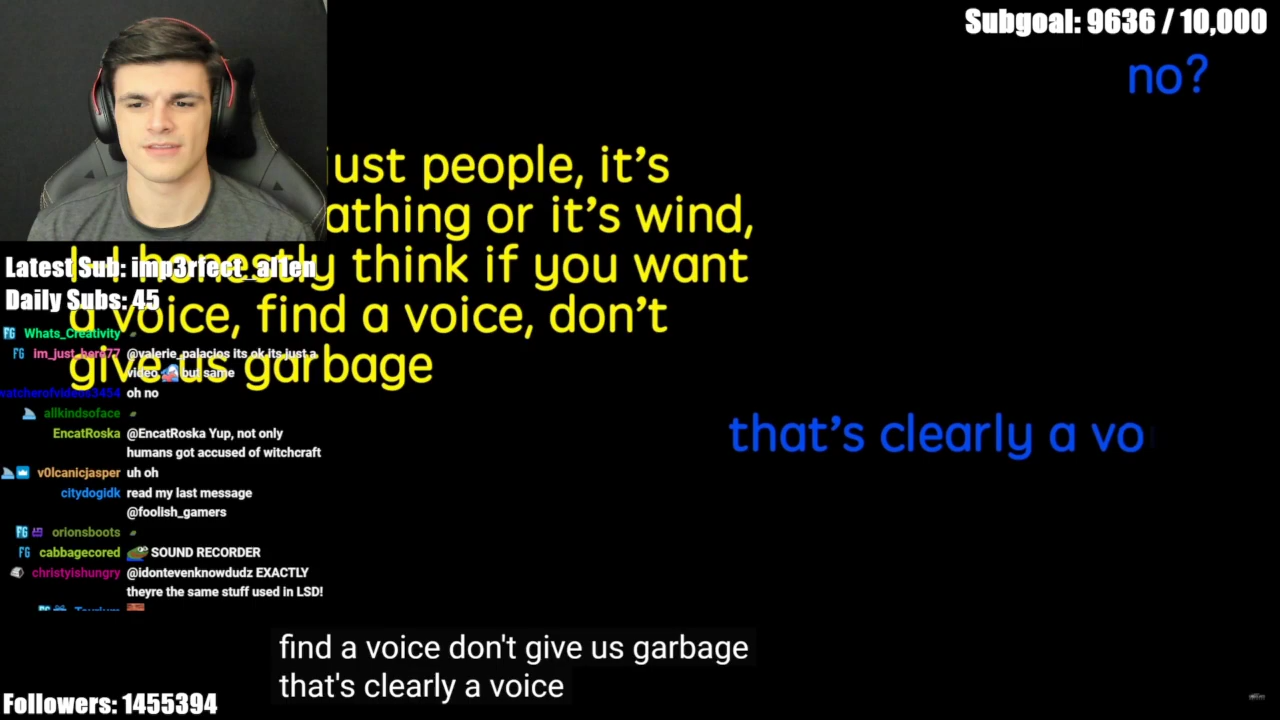 Subgoal: 9636 / 10,000
no?
just people, it's
athing or it's wind,
I-I honestly think if you want
a voice, find a voice, don't
give us garbage
that's clearly a vo
Latest Sub: imp3rfect_al1en
Daily Subs: 45
Whats_Creativity
im_just_here77 @valerie_palacios its ok its just a
video but same
watcherofvideos3454 oh no
allkindsoface
EncatRoska @EncatRoska Yup, not only
humans got accused of witchcraft
v0lcanicjasper uh oh
citydogidk read my last message
@foolish_gamers
orionsboots
cabbagecored SOUND RECORDER
christyishungry @idontevenknowdudz EXACTLY
theyre the same stuff used in LSD!
find a voice don't give us garbage
that's clearly a voice
Followers: 1455394